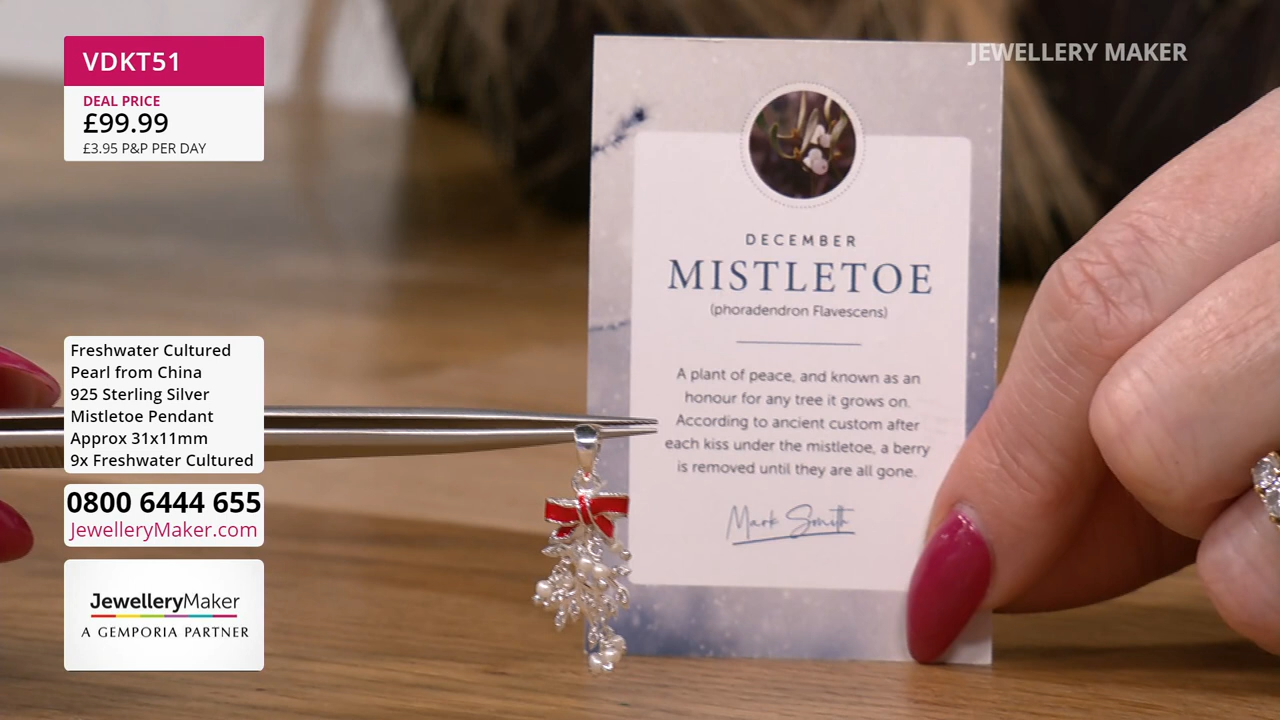 VDKT51
DEAL PRICE
£99.99
£3.95 P&P PER DAY
Freshwater Cultured
Pearl from China
925 Sterling Silver
Mistletoe Pendant
Approx 31x11mm
9x Freshwater Cultured
0800 6444 655
JewelleryMaker.com
JewelleryMaker
A GEMPORIA PARTNER
JEWELLERY MAKER
DECEMBER
MISTLETOE
(phoradendron Flavescens)
A plant of peace, and known as an
honour for any tree it grows on.
According to ancient custom after
each kiss under the mistletoe, a berry
is removed until they are all gone.
Mark Smith